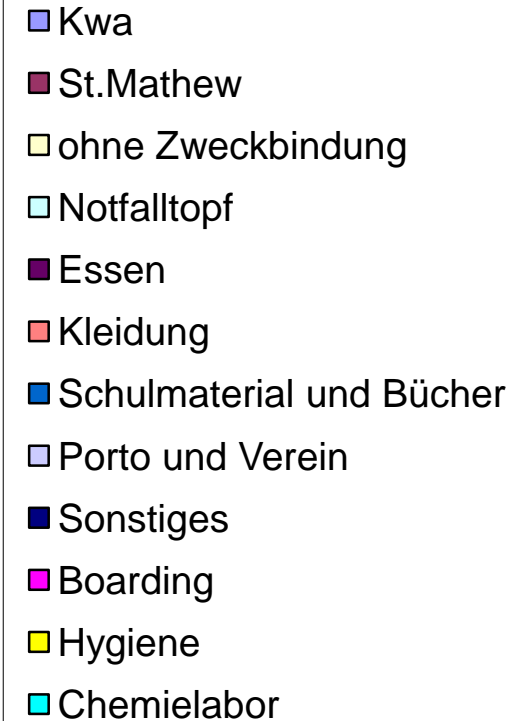 Kwa
St.Mathew
ohne Zweckbindung
Notfalltopf
Essen
Kleidung
Schulmaterial und Bücher
Porto und Verein
Sonstiges
Boarding
Hygiene
Chemielabor